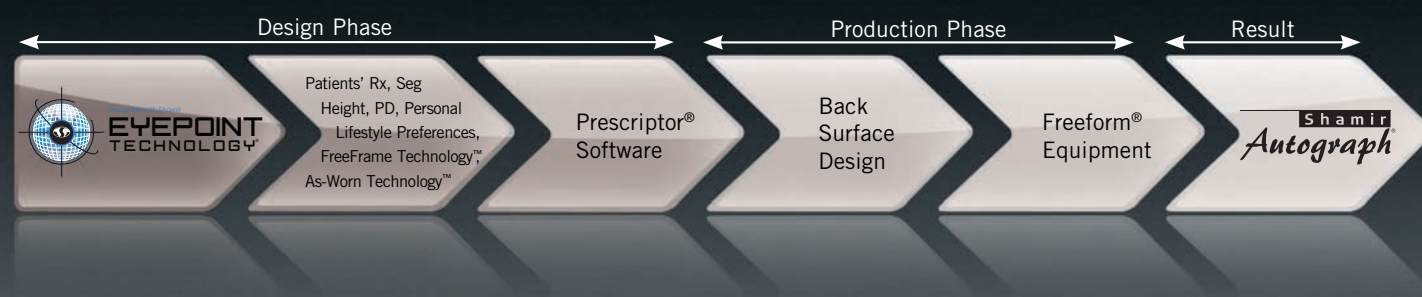 Design Phase
Production Phase
Result
EYEPOINT
TECHNOLOGY®
Patients' Rx, Seg
Height, PD, Personal
Lifestyle Preferences,
FreeFrame Technology™,
As-Worn Technology™
Prescriptor®
Software
Back
Surface
Design
Freeform®
Equipment
Shamir
Autograph®